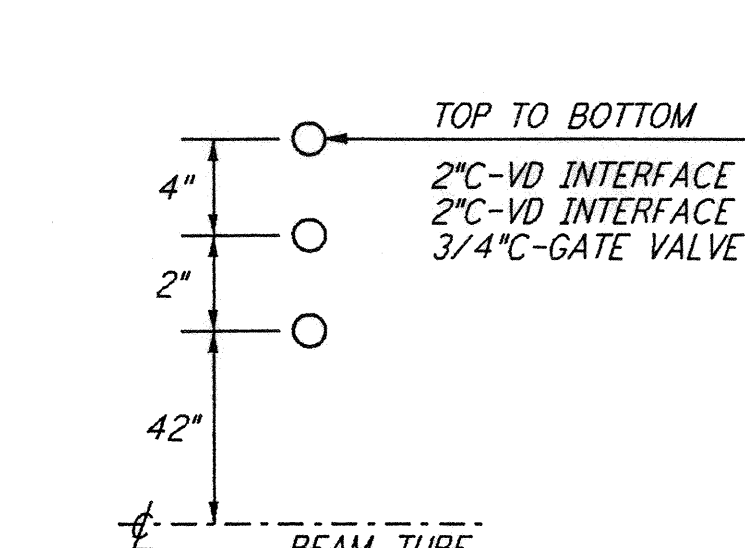 TOP TO BOTTOM
2"C-VD INTERFACE
2"C-VD INTERFACE
3/4"C-GATE VALVE
4"
2"
42"
℄
BEAM TUBE